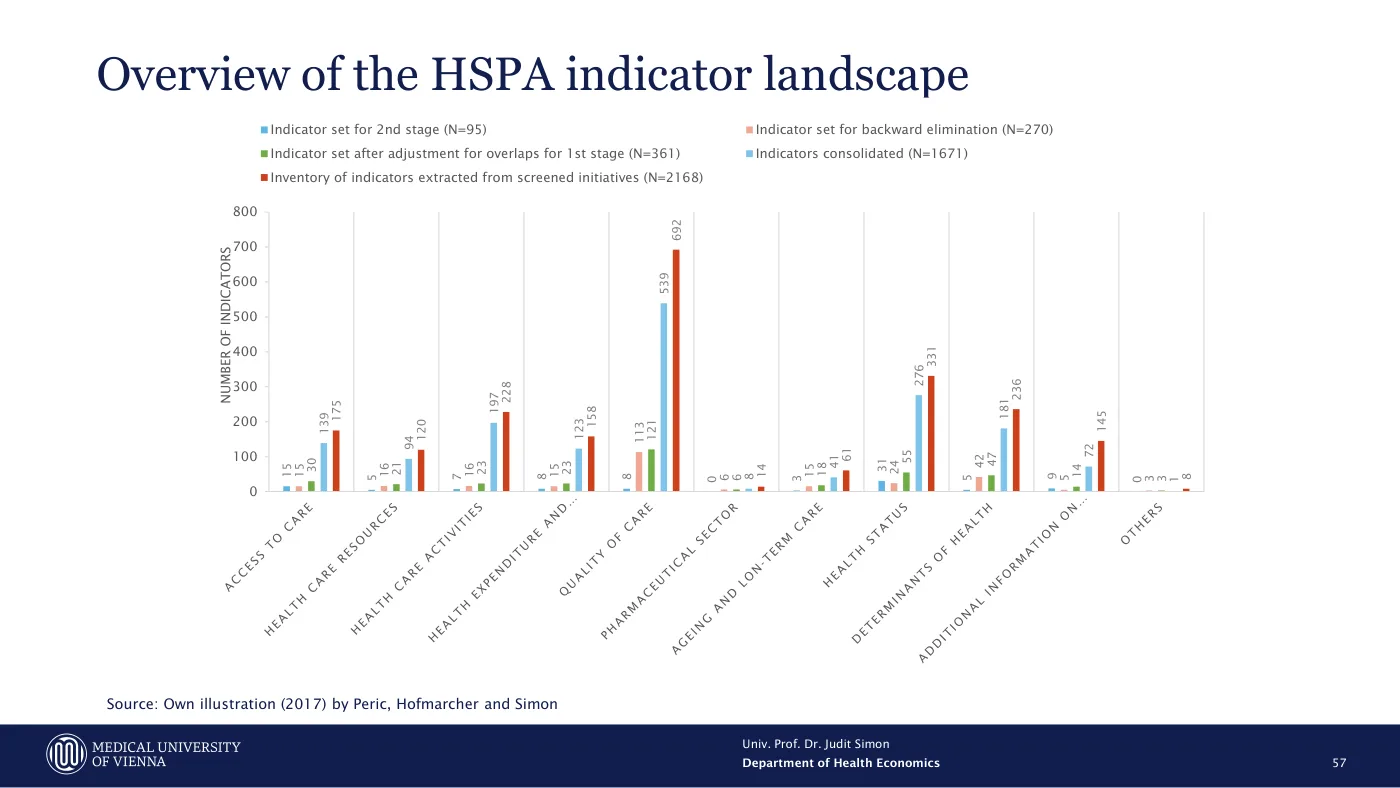 Overview of the HSPA indicator landscape
Indicator set for 2nd stage (N=95)
Indicator set for backward elimination (N=270)
Indicator set after adjustment for overlaps for 1st stage (N=361)
Indicators consolidated (N=1671)
Inventory of indicators extracted from screened initiatives (N=2168)
NUMBER OF INDICATORS
800
700
600
500
400
300
200
100
0
15 15 30 139 175
5 16 21 94 120
7 16 23 197 228
8 15 23 123 158
8 113 121 539 692
0 6 6 8 14
3 15 18 41 61
31 24 55 276 331
5 42 47 181 236
9 5 14 72 145
0 3 3 1 8
ACCESS TO CARE
HEALTH CARE RESOURCES
HEALTH CARE ACTIVITIES
HEALTH EXPENDITURE AND...
QUALITY OF CARE
PHARMACEUTICAL SECTOR
AGEING AND LON-TERM CARE
HEALTH STATUS
DETERMINANTS OF HEALTH
ADDITIONAL INFORMATION ON...
OTHERS
Source: Own illustration (2017) by Peric, Hofmarcher and Simon
MEDICAL UNIVERSITY
OF VIENNA
Univ. Prof. Dr. Judit Simon
Department of Health Economics
57